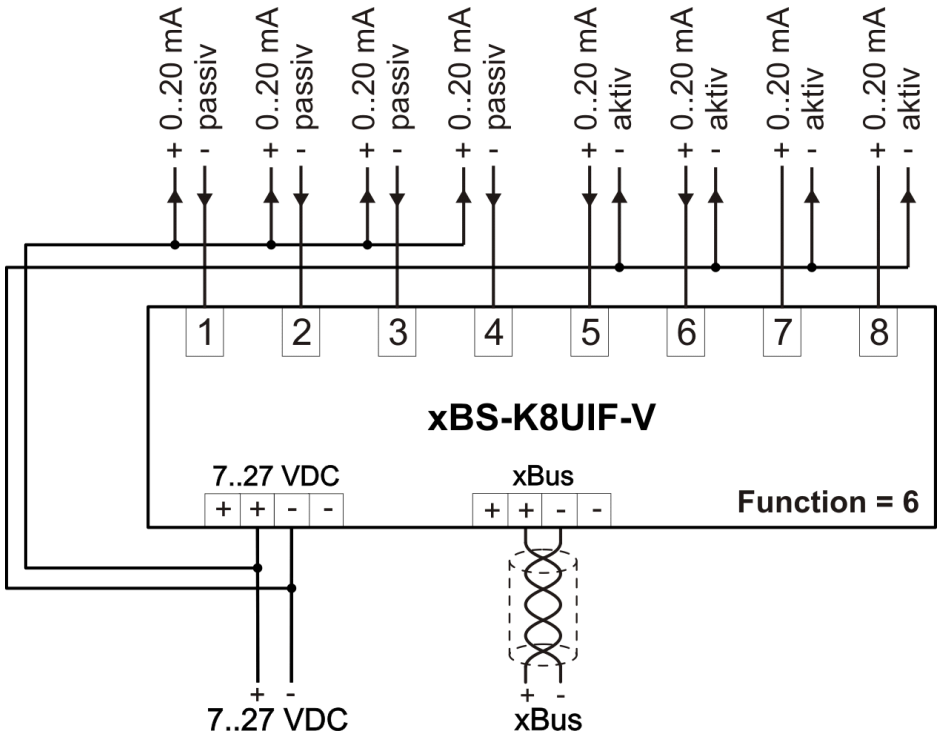 + 0..20 mA
- passiv
+ 0..20 mA
- passiv
+ 0..20 mA
- passiv
+ 0..20 mA
- passiv
+ 0..20 mA
- aktiv
+ 0..20 mA
- aktiv
+ 0..20 mA
- aktiv
+ 0..20 mA
- aktiv
1 2 3 4 5 6 7 8
xBS-K8UIF-V
7..27 VDC
+ + - -
xBus
+ + - -
Function = 6
+ -
7..27 VDC
+ -
xBus